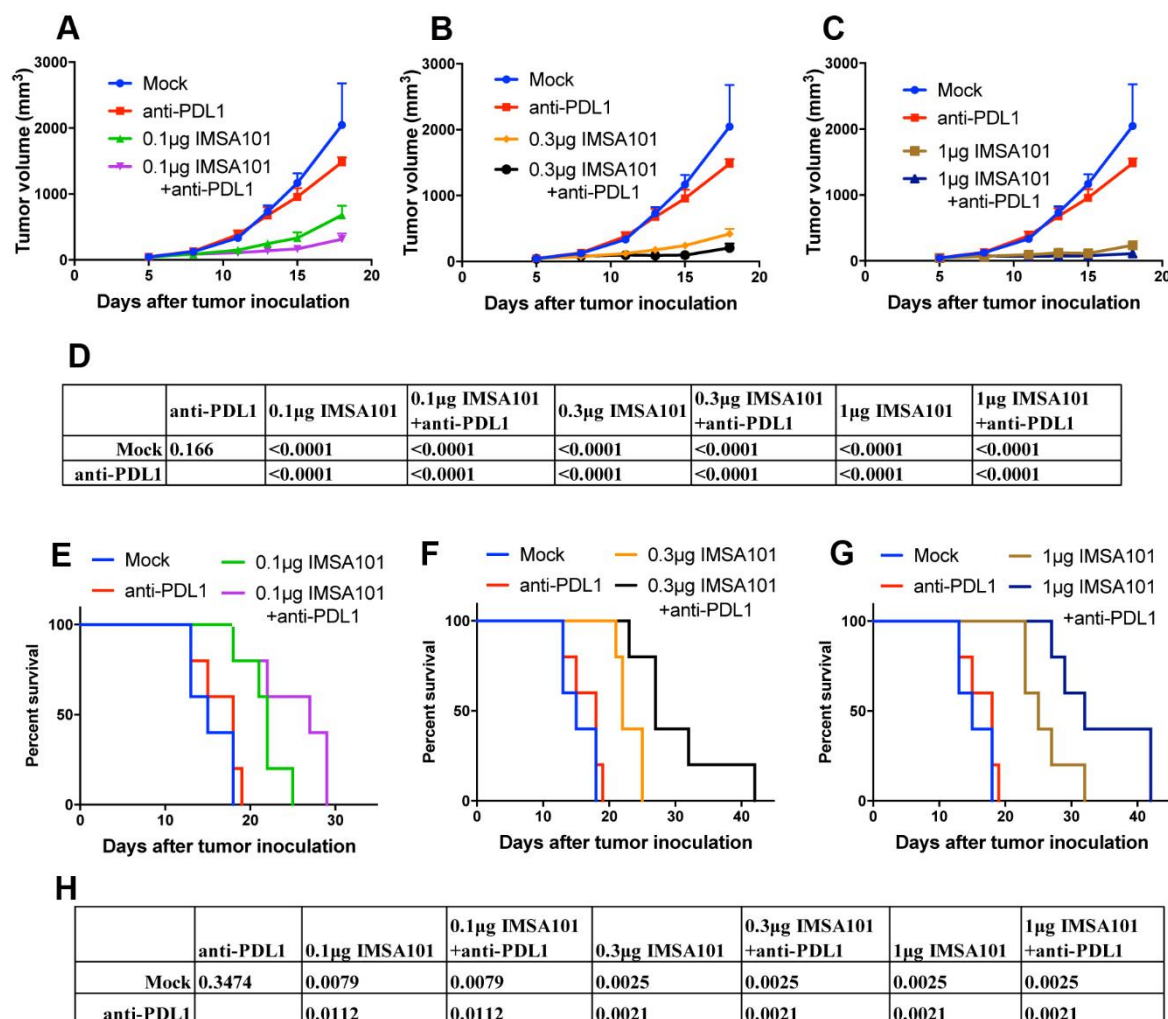 A
B
C
Tumor volume (mm³)
3000
2000
1000
0
0
5
10
15
20
Mock
anti-PDL1
0.1µg IMSA101
0.1µg IMSA101
+anti-PDL1
Days after tumor inoculation
Tumor volume (mm³)
3000
2000
1000
0
0
5
10
15
20
Mock
anti-PDL1
0.3µg IMSA101
0.3µg IMSA101
+anti-PDL1
Days after tumor inoculation
Tumor volume (mm³)
3000
2000
1000
0
0
5
10
15
20
Mock
anti-PDL1
1µg IMSA101
1µg IMSA101
+anti-PDL1
Days after tumor inoculation
D
anti-PDL1 0.1µg IMSA101 0.1µg IMSA101 +anti-PDL1 0.3µg IMSA101 0.3µg IMSA101 +anti-PDL1 1µg IMSA101 1µg IMSA101 +anti-PDL1
Mock 0.166 <0.0001 <0.0001 <0.0001 <0.0001 <0.0001 <0.0001
anti-PDL1 <0.0001 <0.0001 <0.0001 <0.0001 <0.0001 <0.0001
E
Mock
anti-PDL1
0.1µg IMSA101
0.1µg IMSA101
+anti-PDL1
Percent survival
100
50
0
0
10
20
30
Days after tumor inoculation
F
Mock
anti-PDL1
0.3µg IMSA101
0.3µg IMSA101
+anti-PDL1
Percent survival
100
50
0
0
10
20
30
40
Days after tumor inoculation
G
Mock
anti-PDL1
1µg IMSA101
1µg IMSA101
+anti-PDL1
Percent survival
100
50
0
0
10
20
30
40
Days after tumor inoculation
H
anti-PDL1 0.1µg IMSA101 0.1µg IMSA101 +anti-PDL1 0.3µg IMSA101 0.3µg IMSA101 +anti-PDL1 1µg IMSA101 1µg IMSA101 +anti-PDL1
Mock 0.3474 0.0079 0.0079 0.0025 0.0025 0.0025 0.0025
anti-PDL1 0.0112 0.0112 0.0021 0.0021 0.0021 0.0021